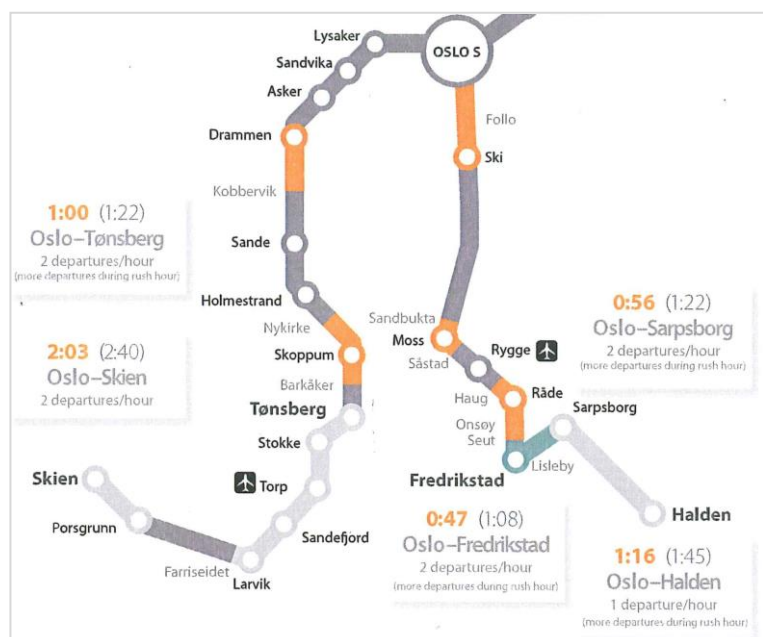 Lysaker
OSLO S
Sandvika
Asker
Follo
Drammen
Ski
Kobbervik
1:00 (1:22)
Oslo–Tønsberg
2 departures/hour
(more departures during rush hour)
Sande
Holmestrand
Nykirke
Skoppum
Barkåker
Tønsberg
2:03 (2:40)
Oslo–Skien
2 departures/hour
Stokke
Skien
Torp
Porsgrunn
Sandefjord
Farriseidet
Larvik
Sandbukta
Moss
Såstad
Rygge
0:56 (1:22)
Oslo–Sarpsborg
2 departures/hour
(more departures during rush hour)
Haug
Råde
Onsøy
Seut
Sarpsborg
Fredrikstad
Lisleby
0:47 (1:08)
Oslo–Fredrikstad
2 departures/hour
(more departures during rush hour)
Halden
1:16 (1:45)
Oslo–Halden
1 departure/hour
(more departures during rush hour)